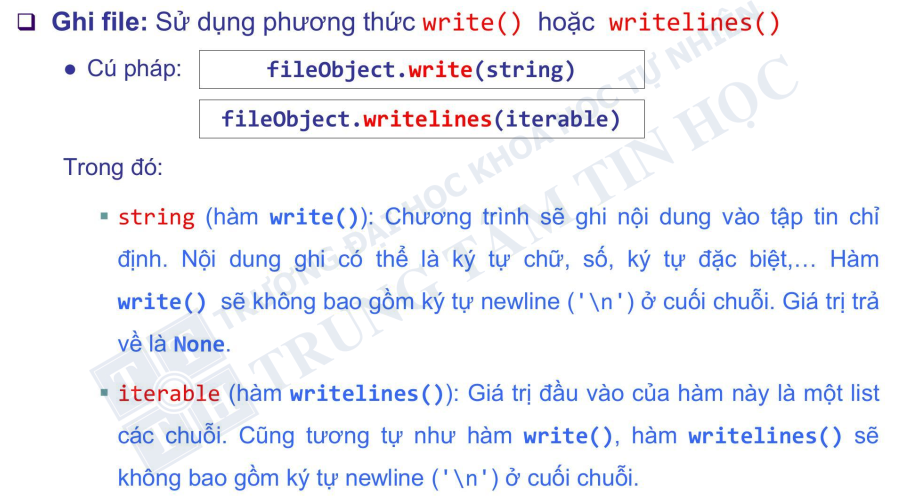 ❑ Ghi file: Sử dụng phương thức write() hoặc writelines()
● Cú pháp: fileObject.write(string)
fileObject.writelines(iterable)
Trong đó:
▪ string (hàm write()): Chương trình sẽ ghi nội dung vào tập tin chỉ
định. Nội dung ghi có thể là ký tự chữ, số, ký tự đặc biệt,... Hàm
write() sẽ không bao gồm ký tự newline ('\n') ở cuối chuỗi. Giá trị trả
về là None.
▪ iterable (hàm writelines()): Giá trị đầu vào của hàm này là một list
các chuỗi. Cũng tương tự như hàm write(), hàm writelines() sẽ
không bao gồm ký tự newline ('\n') ở cuối chuỗi.
TRƯỜNG ĐẠI HỌC KHOA HỌC TỰ NHIÊN
TRUNG TÂM TIN HỌC